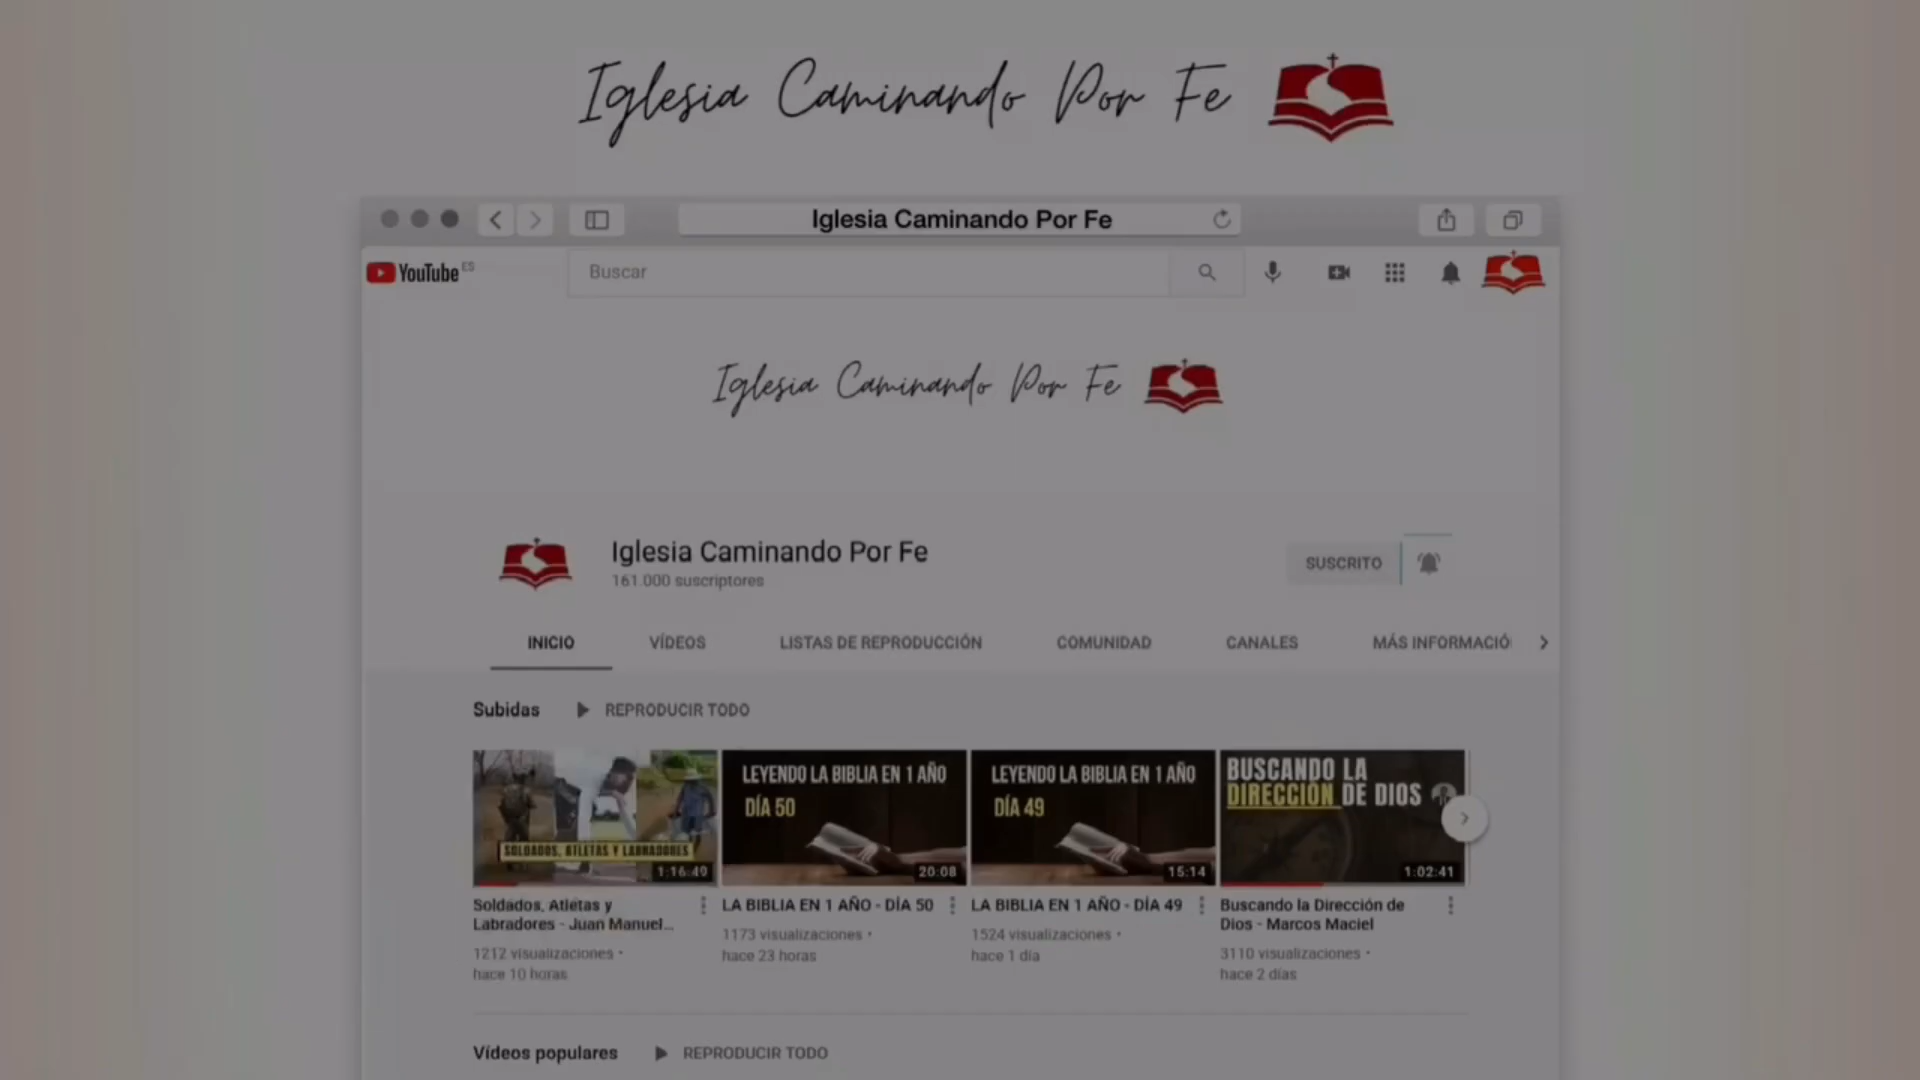 Iglesia Caminando Por Fe
Iglesia Caminando Por Fe
YouTube ES
Buscar
Iglesia Caminando Por Fe
Iglesia Caminando Por Fe
161.000 suscriptores
SUSCRITO
INICIO
VÍDEOS
LISTAS DE REPRODUCCIÓN
COMUNIDAD
CANALES
MÁS INFORMACIÓ
Subidas
REPRODUCIR TODO
SOLDADOS, ATLETAS Y LABRADORES
1:16:49
LEYENDO LA BIBLIA EN 1 AÑO
DÍA 50
20:08
LEYENDO LA BIBLIA EN 1 AÑO
DÍA 49
15:14
BUSCANDO LA
DIRECCIÓN DE DIOS
1:02:41
Soldados, Atletas y
Labradores - Juan Manuel...
1212 visualizaciones •
hace 10 horas
LA BIBLIA EN 1 AÑO - DÍA 50
1173 visualizaciones •
hace 23 horas
LA BIBLIA EN 1 AÑO - DÍA 49
1524 visualizaciones •
hace 1 día
Buscando la Dirección de
Dios - Marcos Maciel
3110 visualizaciones •
hace 2 días
Vídeos populares
REPRODUCIR TODO